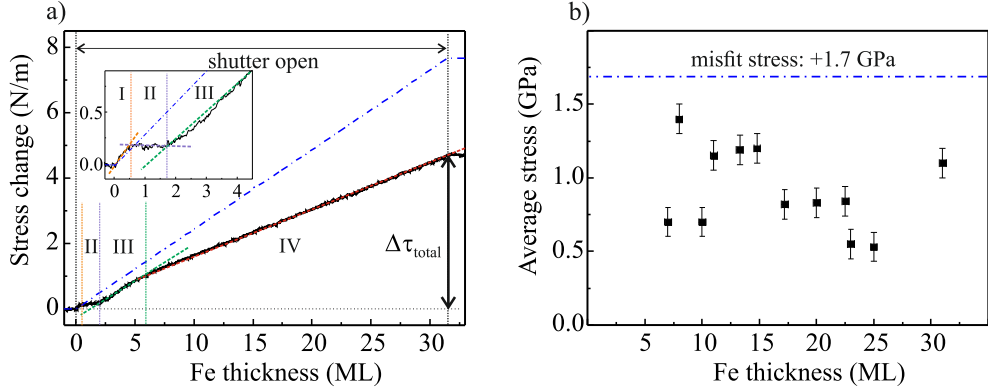 a)
Stress change (N/m)
8
6
4
2
0
shutter open
I II III
0.5
0.0
0 1 2 3 4
II III IV
Δτtotal
0 5 10 15 20 25 30
Fe thickness (ML)
b)
Average stress (GPa)
misfit stress: +1.7 GPa
1.5
1.0
0.5
0.0
5 10 15 20 25 30
Fe thickness (ML)